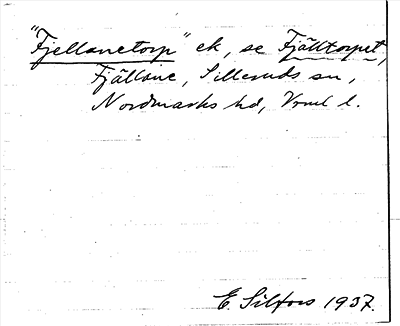 "Fjellanetorp" ek, se Fjälltorpet,
Fjällane, Silleruds sn,
Nordmarks hd, Vrml l.
E. Silfors 1937.